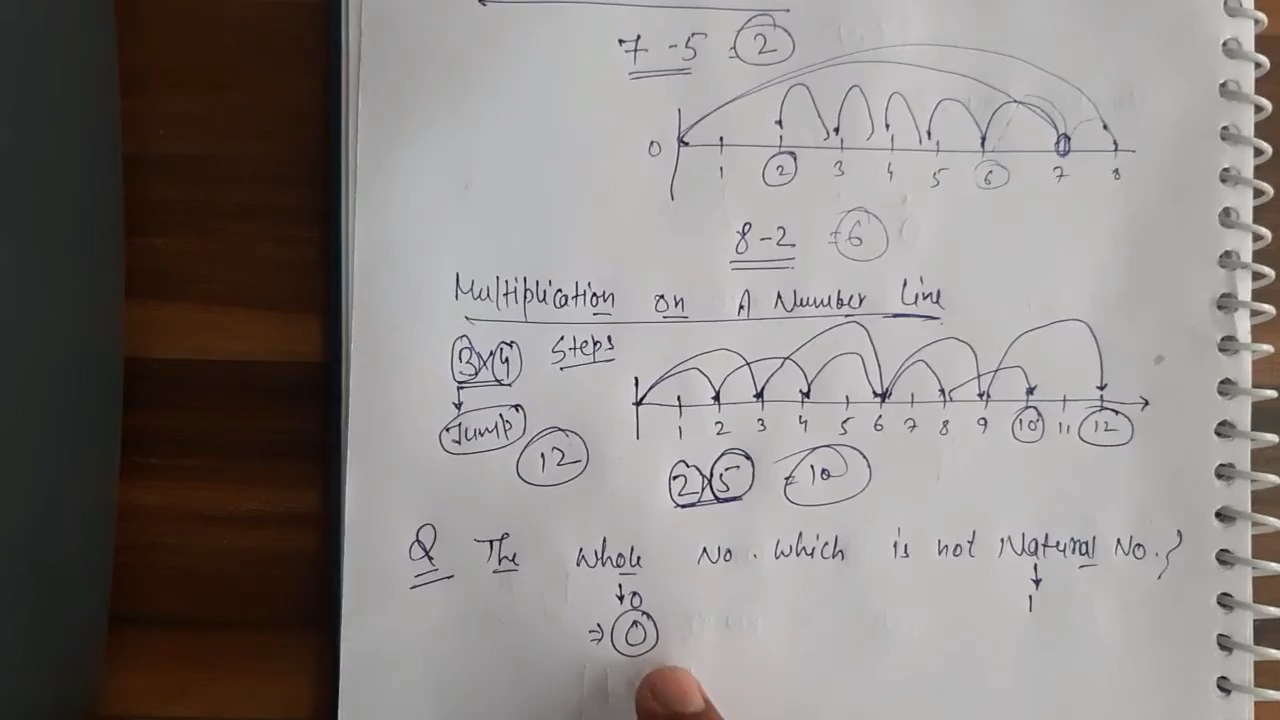 7 - 5 = 2
0 1 2 3 4 5 6 7 8
8 - 2 = 6
Multiplication on A Number Line
3 x 4 Steps
Jump
12
1 2 3 4 5 6 7 8 9 10 11 12
2 x 5 = 10
Q The Whole No. which is not Natural No.?
↓ 0 ↓ 1
⇒ 0